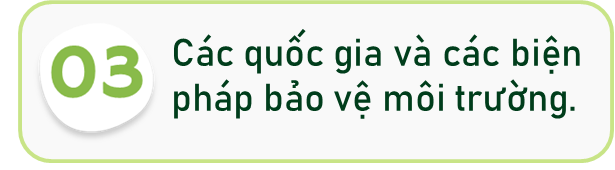 03
Các quốc gia và các biện
pháp bảo vệ môi trường.